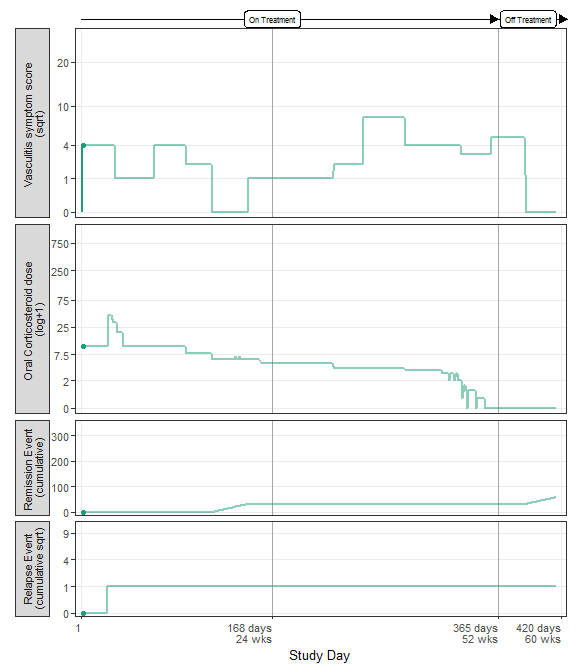 On Treatment
Off Treatment
Vasculitis symptom score
(sqrt)
20
10
4
1
0
Oral Corticosteroid dose
(log+1)
750
250
75
25
7.5
2
0
Remission Event
(cumulative)
300
200
100
0
Relapse Event
(cumulative sqrt)
9
4
1
0
1
168 days
24 wks
365 days
52 wks
420 days
60 wks
Study Day